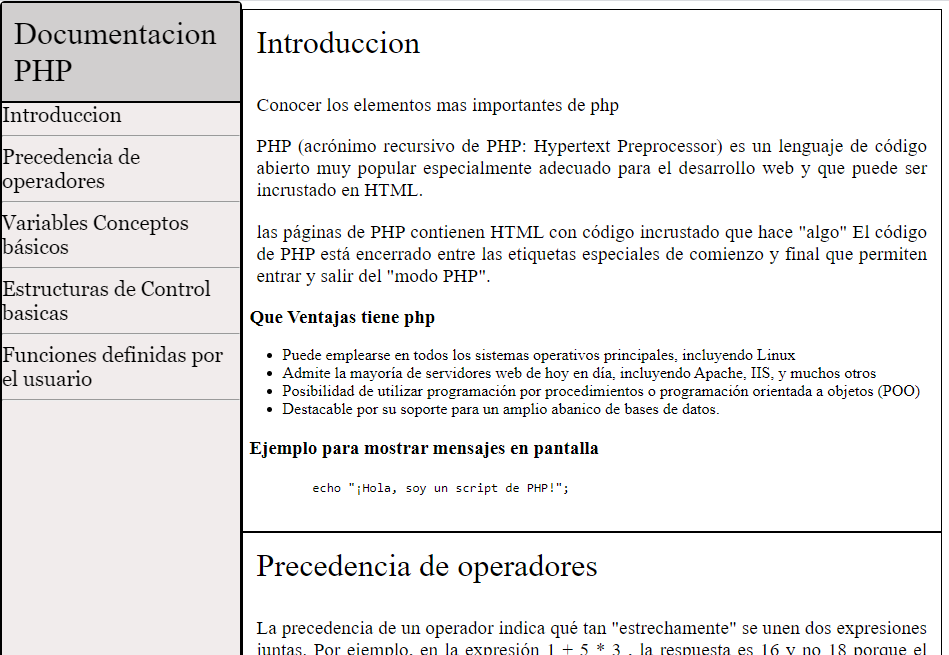 Documentacion
PHP
Introduccion
Precedencia de
operadores
Variables Conceptos
básicos
Estructuras de Control
basicas
Funciones definidas por
el usuario
Introduccion
Conocer los elementos mas importantes de php
PHP (acrónimo recursivo de PHP: Hypertext Preprocessor) es un lenguaje de código
abierto muy popular especialmente adecuado para el desarrollo web y que puede ser
incrustado en HTML.
las páginas de PHP contienen HTML con código incrustado que hace "algo" El código
de PHP está encerrado entre las etiquetas especiales de comienzo y final que permiten
entrar y salir del "modo PHP".
Que Ventajas tiene php
Puede emplearse en todos los sistemas operativos principales, incluyendo Linux
Admite la mayoría de servidores web de hoy en día, incluyendo Apache, IIS, y muchos otros
Posibilidad de utilizar programación por procedimientos o programación orientada a objetos (POO)
Destacable por su soporte para un amplio abanico de bases de datos.
Ejemplo para mostrar mensajes en pantalla
echo "¡Hola, soy un script de PHP!";
Precedencia de operadores
La precedencia de un operador indica qué tan "estrechamente" se unen dos expresiones
juntas. Por ejemplo, en la expresión 1 + 5 * 3 , la respuesta es 16 y no 18 porque el